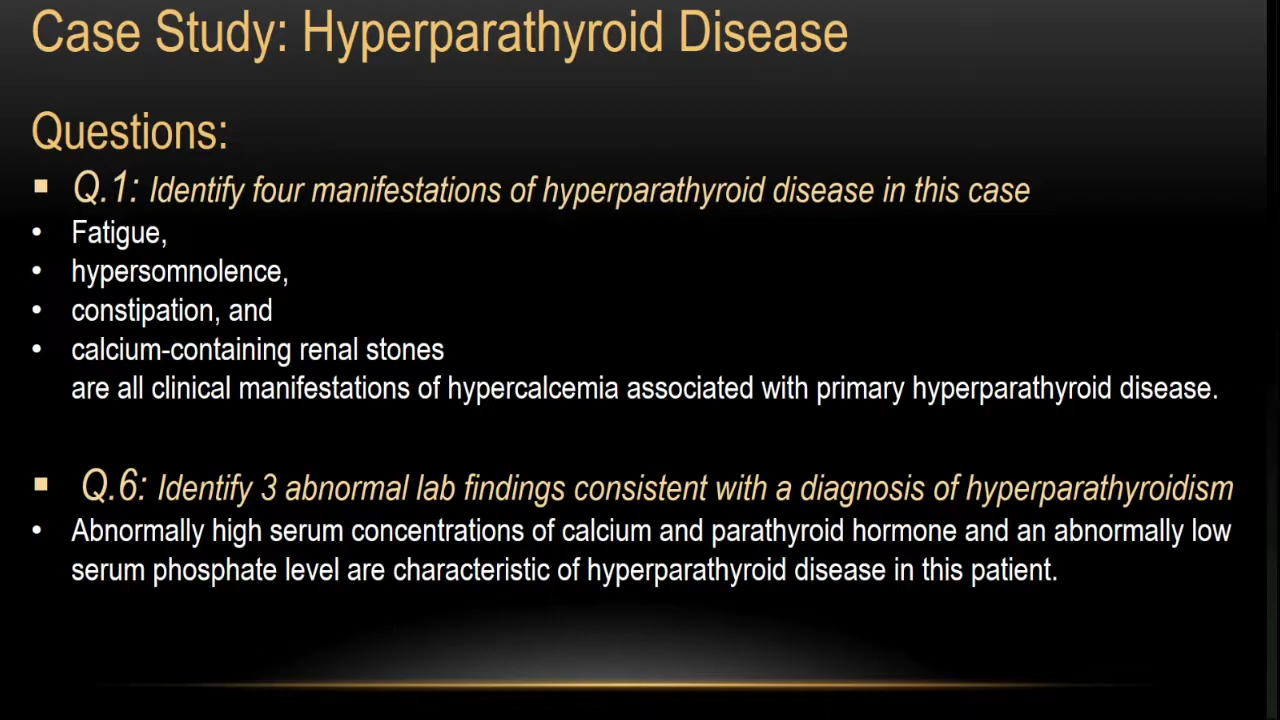 Case Study: Hyperparathyroid Disease
Questions:
▪ Q.1: Identify four manifestations of hyperparathyroid disease in this case
• Fatigue,
• hypersomnolence,
• constipation, and
• calcium-containing renal stones
are all clinical manifestations of hypercalcemia associated with primary hyperparathyroid disease.
▪ Q.6: Identify 3 abnormal lab findings consistent with a diagnosis of hyperparathyroidism
• Abnormally high serum concentrations of calcium and parathyroid hormone and an abnormally low
serum phosphate level are characteristic of hyperparathyroid disease in this patient.